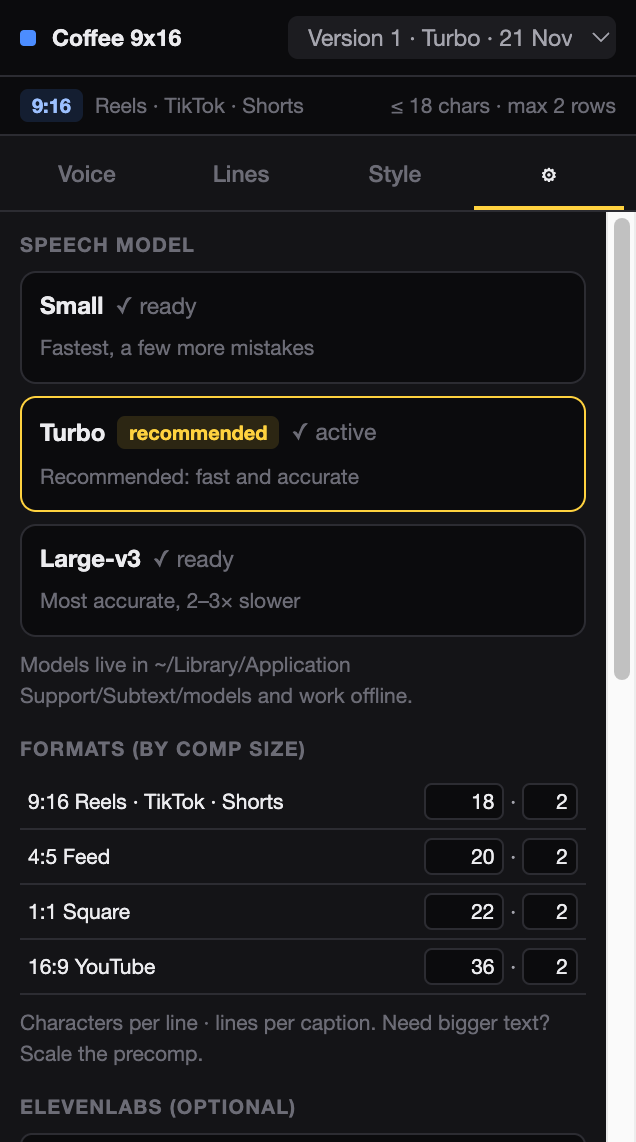 Coffee 9x16
Version 1 · Turbo · 21 Nov
9:16 Reels · TikTok · Shorts
≤ 18 chars · max 2 rows
Voice
Lines
Style
⚙
SPEECH MODEL
Small ✓ ready
Fastest, a few more mistakes
Turbo recommended ✓ active
Recommended: fast and accurate
Large-v3 ✓ ready
Most accurate, 2–3× slower
Models live in ~/Library/Application
Support/Subtext/models and work offline.
FORMATS (BY COMP SIZE)
9:16 Reels · TikTok · Shorts 18 · 2
4:5 Feed 20 · 2
1:1 Square 22 · 2
16:9 YouTube 36 · 2
Characters per line · lines per caption. Need bigger text?
Scale the precomp.
ELEVENLABS (OPTIONAL)